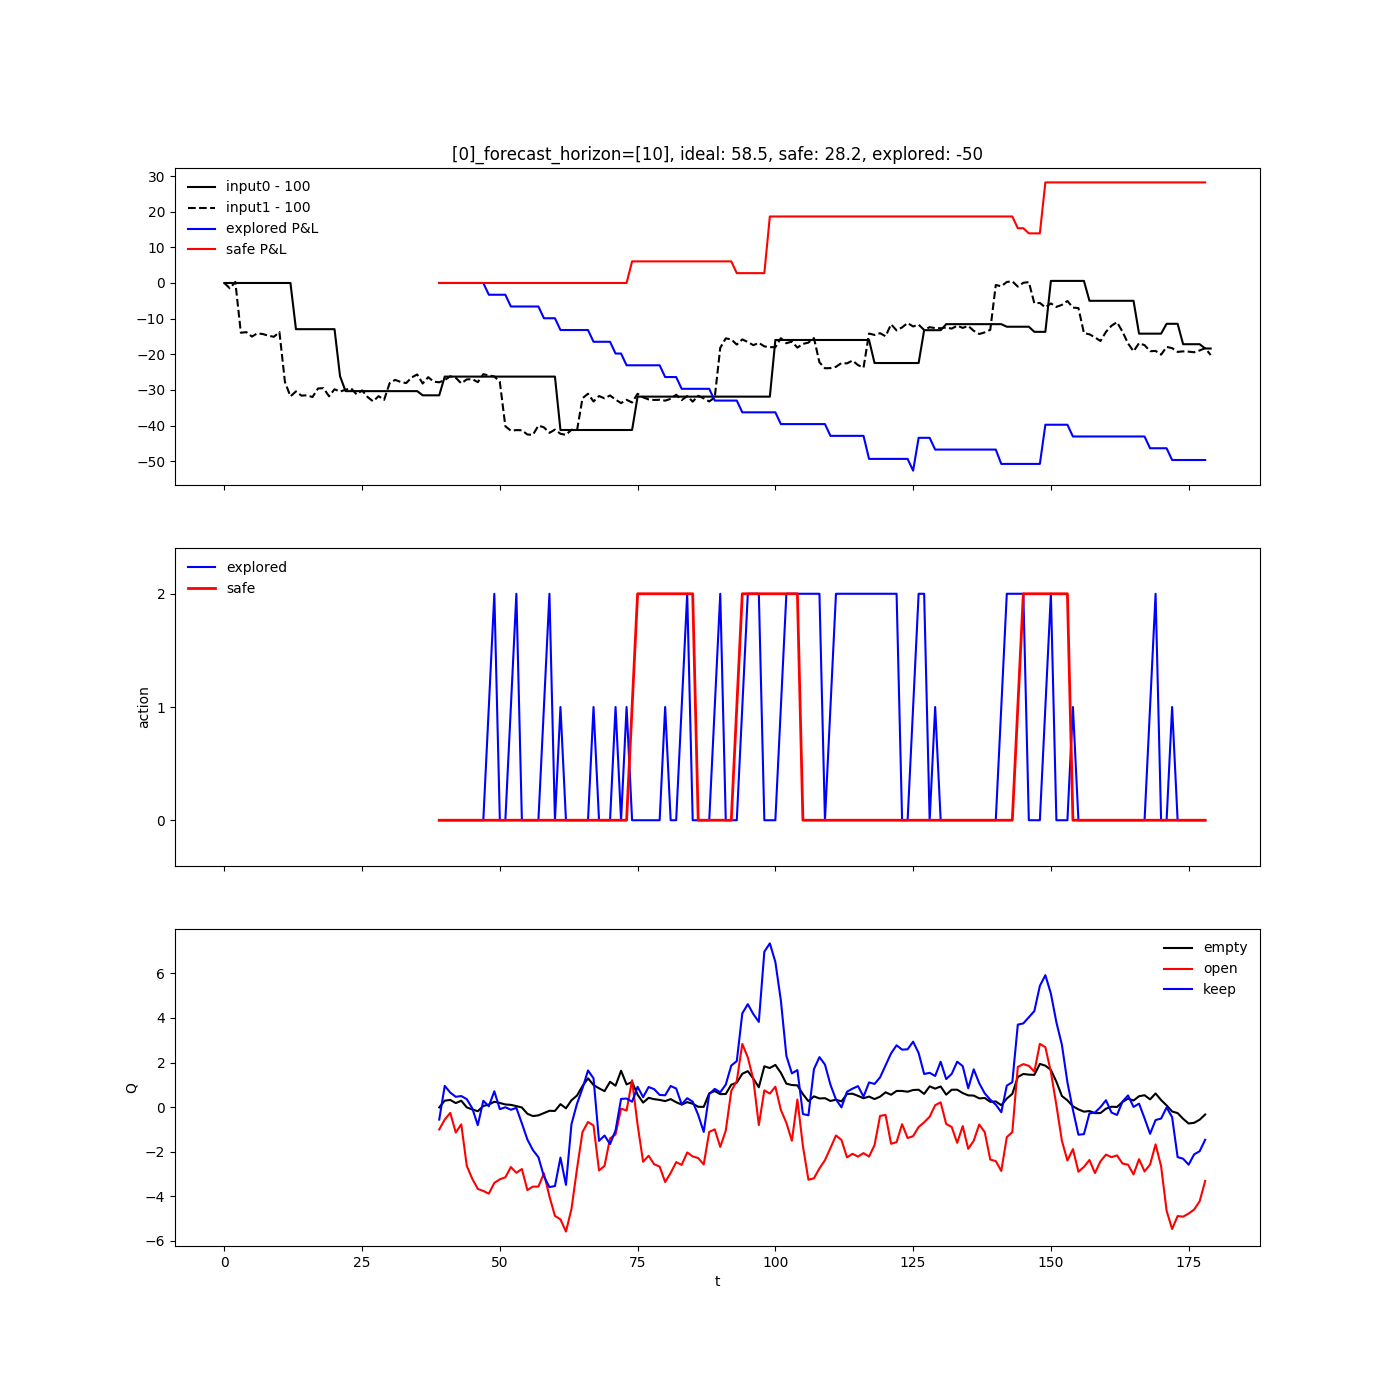 [0]_forecast_horizon=[10], ideal: 58.5, safe: 28.2, explored: -50
30
20
10
0
−10
−20
−30
−40
−50
input0 - 100
input1 - 100
explored P&L
safe P&L
2
1
0
action
explored
safe
6
4
2
0
−2
−4
−6
Q
empty
open
keep
0
25
50
75
100
125
150
175
t